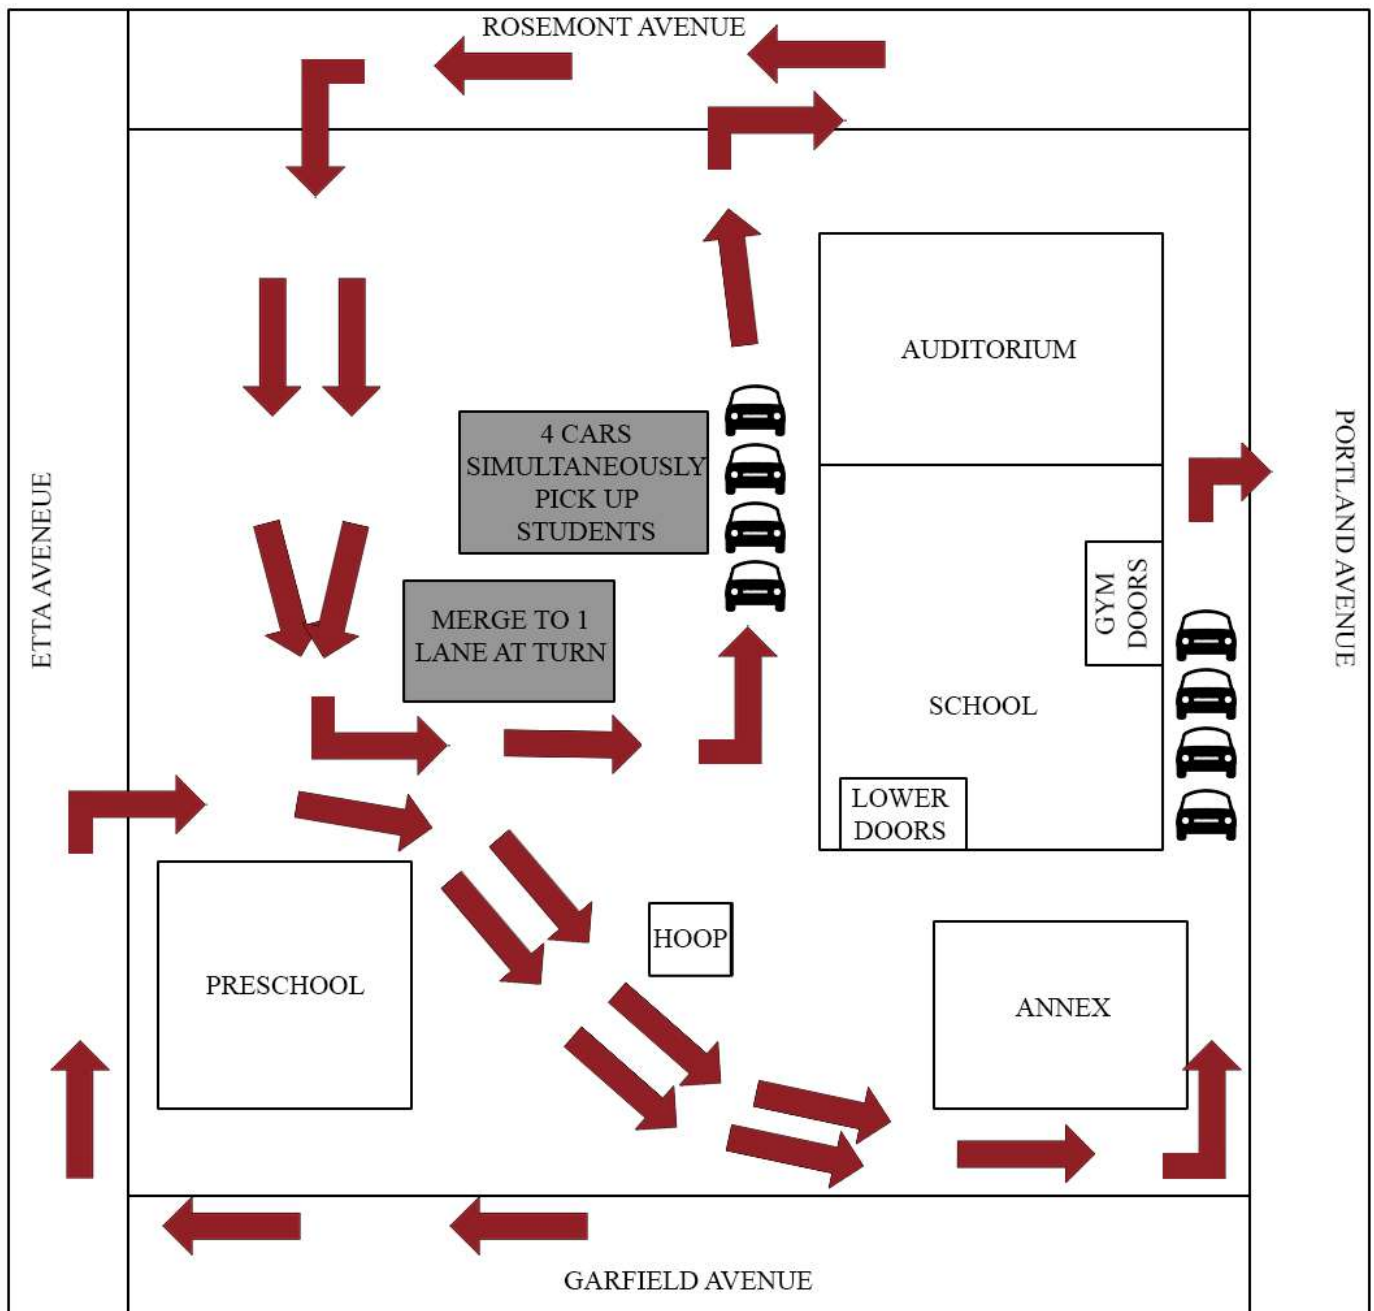 ROSEMONT AVENUE
AUDITORIUM
4 CARS
SIMULTANEOUSLY
PICK UP
STUDENTS
PORTLAND AVENUE
ETTA AVENEUE
MERGE TO 1
LANE AT TURN
GYM
DOORS
SCHOOL
LOWER
DOORS
HOOP
PRESCHOOL
ANNEX
GARFIELD AVENUE